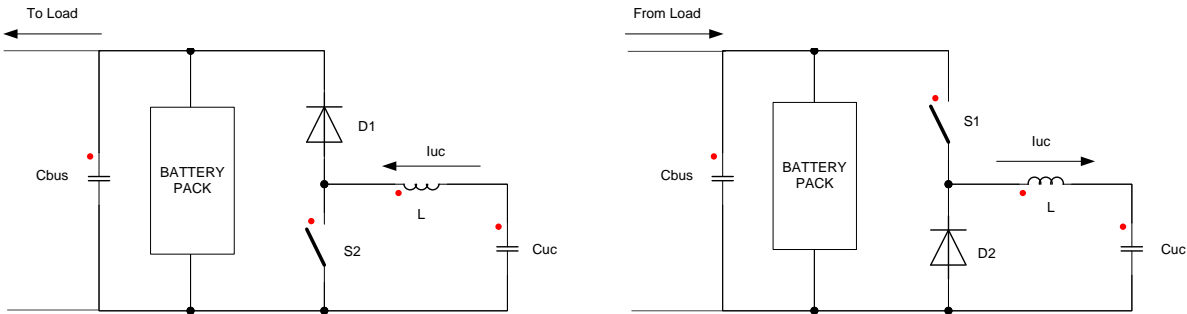 To Load
D1
Cbus
BATTERY
PACK
Iuc
L
S2
Cuc
From Load
S1
Cbus
BATTERY
PACK
Iuc
L
D2
Cuc